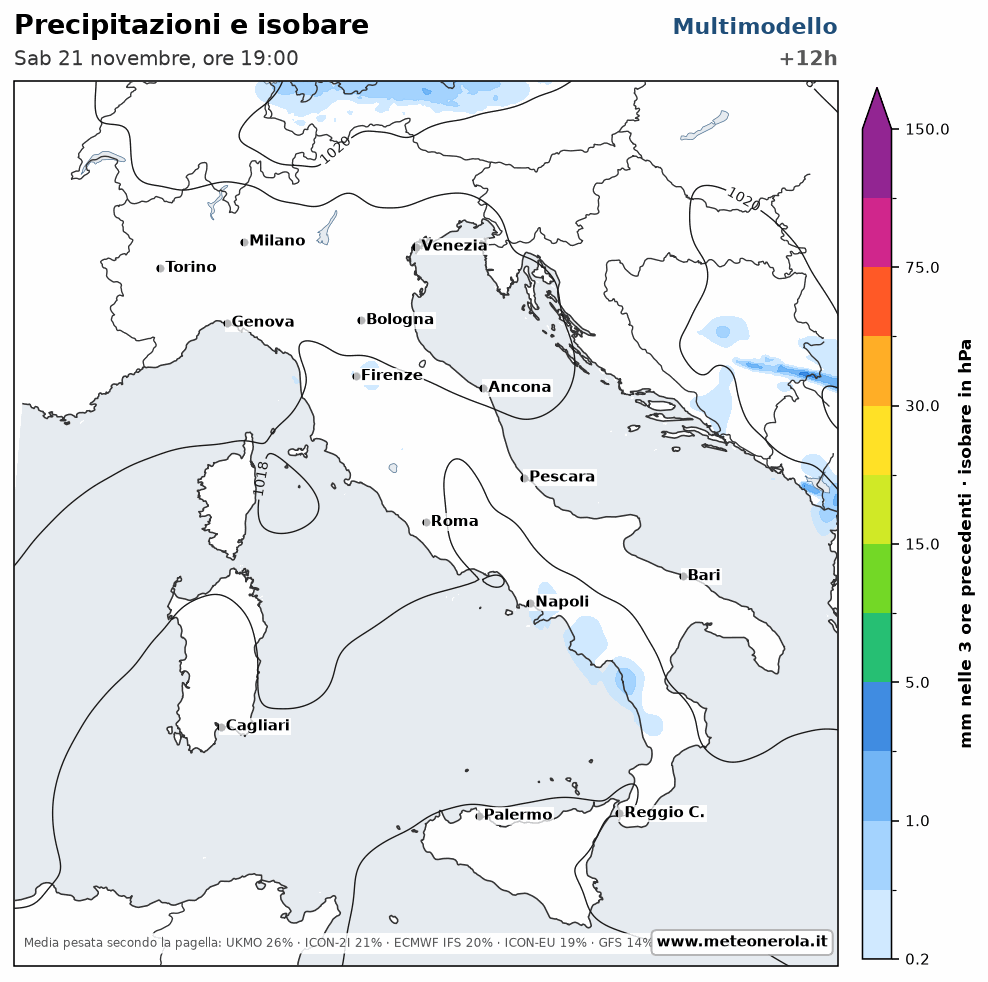 Precipitazioni e isobare
Multimodello
Sab 21 novembre, ore 19:00
+12h
1020
1020
150.0
Milano
Venezia
Torino
75.0
Genova
Bologna
Firenze
Ancona
30.0
1018
Pescara
Roma
15.0
Bari
Napoli
5.0
Cagliari
Palermo
Reggio C.
1.0
0.2
mm nelle 3 ore precedenti · isobare in hPa
Media pesata secondo la pagella: UKMO 26% · ICON-2I 21% · ECMWF IFS 20% · ICON-EU 19% · GFS 14%
www.meteonerola.it